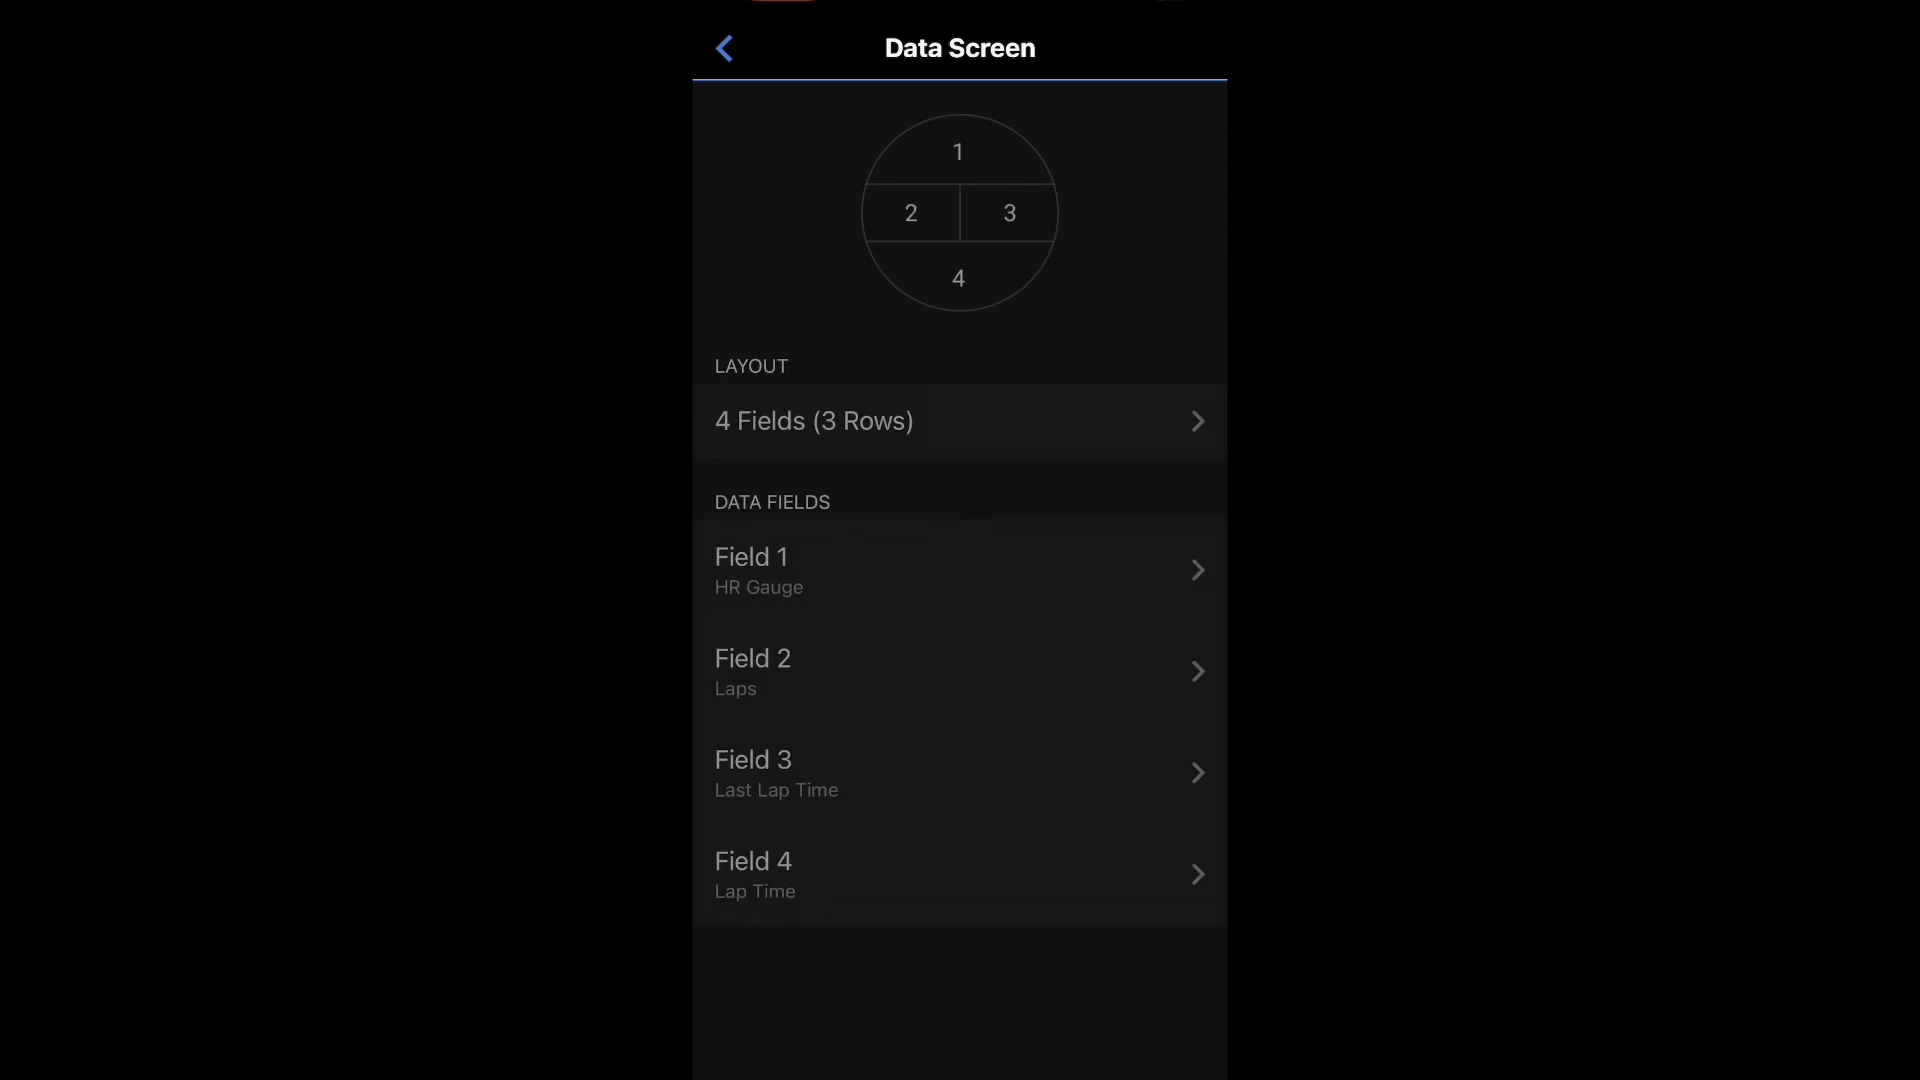 Data Screen
1
2 3
4
LAYOUT
4 Fields (3 Rows)
DATA FIELDS
Field 1
HR Gauge
Field 2
Laps
Field 3
Last Lap Time
Field 4
Lap Time